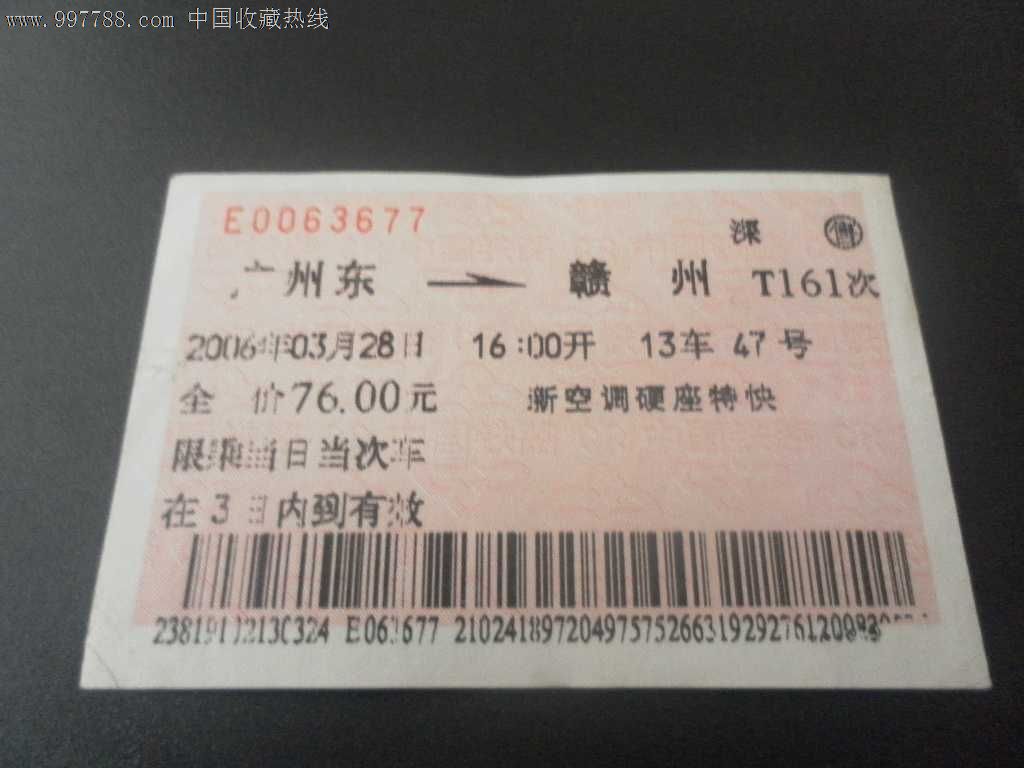 www.997788.com 中国收藏热线
E0063677
深
广州东 → 赣 州 T161次
2006年03月28日 16:00开 13车 47号
全 价76.00元 新空调硬座特快
限乘当日当次车
在3日内到有效
E063677